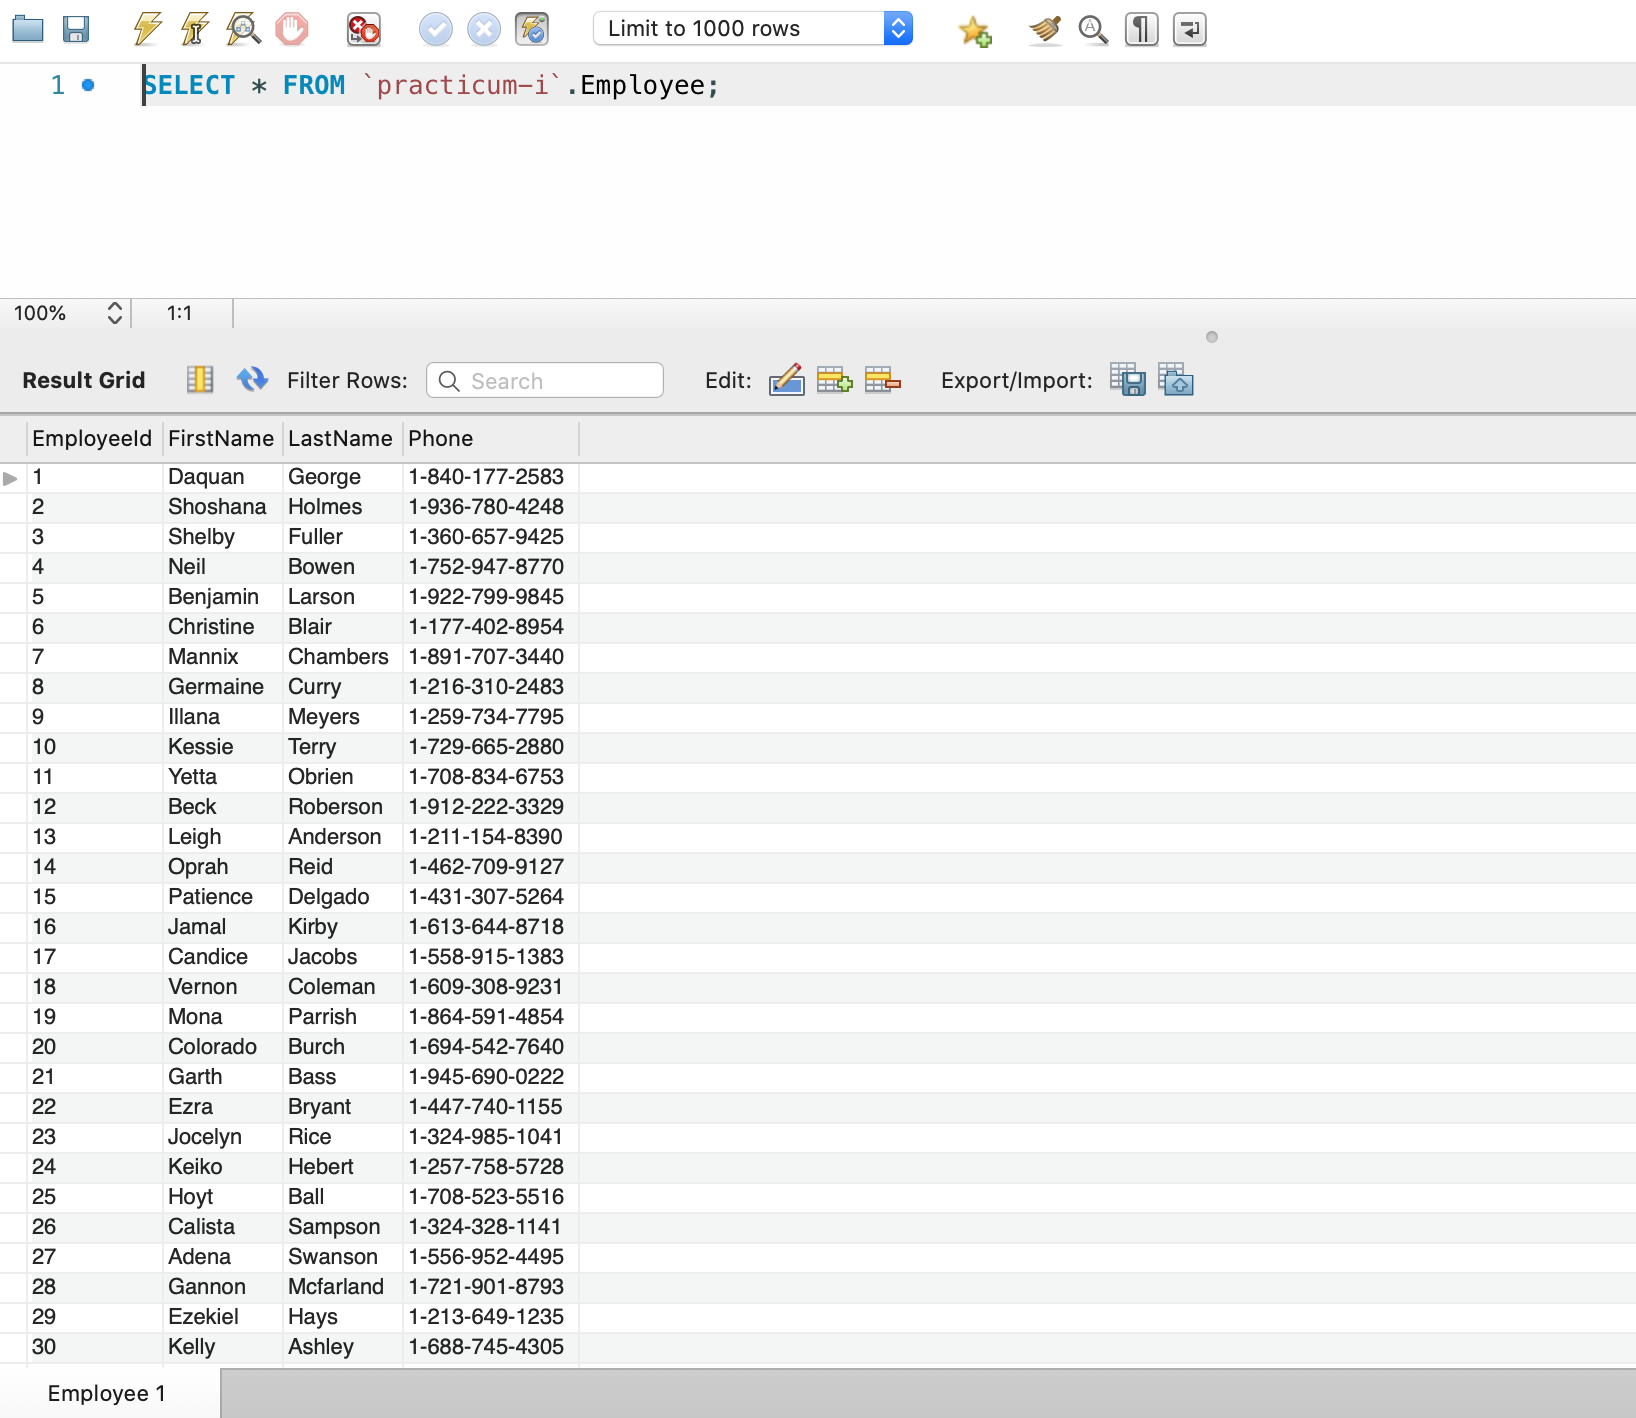 Limit to 1000 rows
1 SELECT * FROM `practicum-i`.Employee;
100% 1:1
Result Grid Filter Rows: Search Edit: Export/Import:
EmployeeId FirstName LastName Phone
1 Daquan George 1-840-177-2583
2 Shoshana Holmes 1-936-780-4248
3 Shelby Fuller 1-360-657-9425
4 Neil Bowen 1-752-947-8770
5 Benjamin Larson 1-922-799-9845
6 Christine Blair 1-177-402-8954
7 Mannix Chambers 1-891-707-3440
8 Germaine Curry 1-216-310-2483
9 Illana Meyers 1-259-734-7795
10 Kessie Terry 1-729-665-2880
11 Yetta Obrien 1-708-834-6753
12 Beck Roberson 1-912-222-3329
13 Leigh Anderson 1-211-154-8390
14 Oprah Reid 1-462-709-9127
15 Patience Delgado 1-431-307-5264
16 Jamal Kirby 1-613-644-8718
17 Candice Jacobs 1-558-915-1383
18 Vernon Coleman 1-609-308-9231
19 Mona Parrish 1-864-591-4854
20 Colorado Burch 1-694-542-7640
21 Garth Bass 1-945-690-0222
22 Ezra Bryant 1-447-740-1155
23 Jocelyn Rice 1-324-985-1041
24 Keiko Hebert 1-257-758-5728
25 Hoyt Ball 1-708-523-5516
26 Calista Sampson 1-324-328-1141
27 Adena Swanson 1-556-952-4495
28 Gannon Mcfarland 1-721-901-8793
29 Ezekiel Hays 1-213-649-1235
30 Kelly Ashley 1-688-745-4305
Employee 1